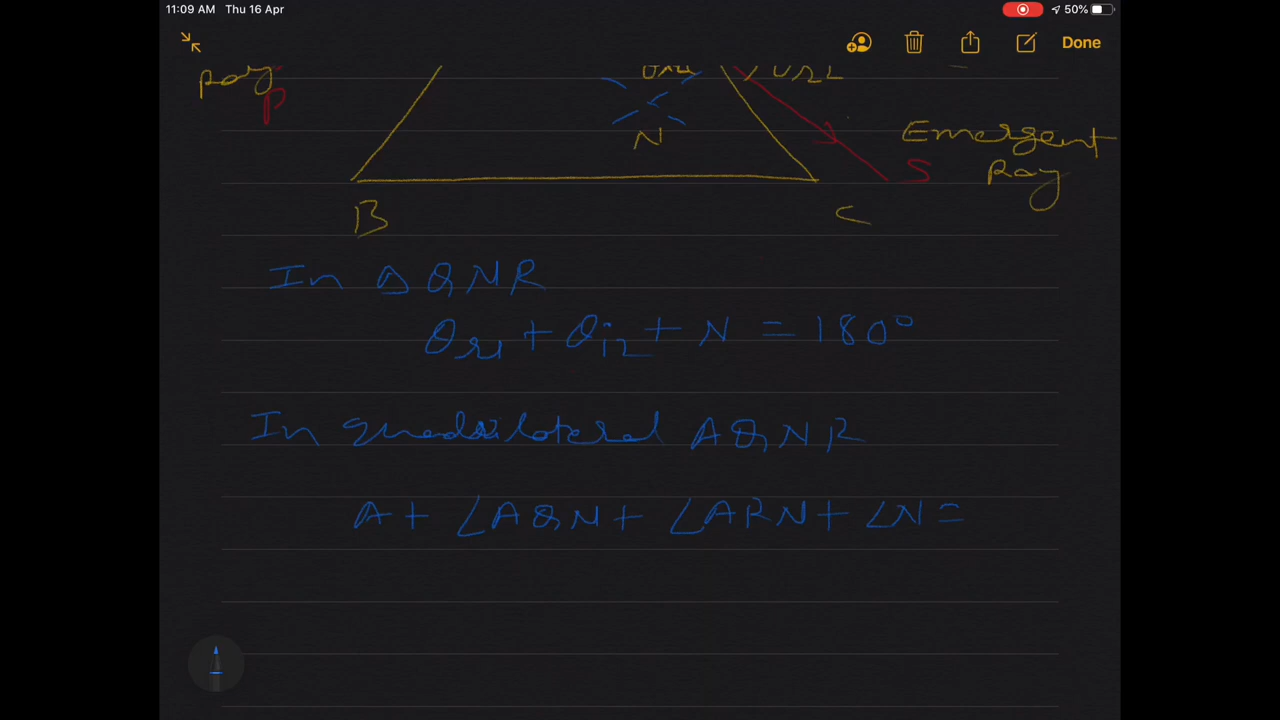 11:09 AM Thu 16 Apr
50%
Done
Ray
P
N
Emergent
Ray
S
B
C
In Δ QNR
θr1 + θi2 + N = 180°
In quadrilateral AQNR
A + ∠AQN + ∠ARN + ∠N =